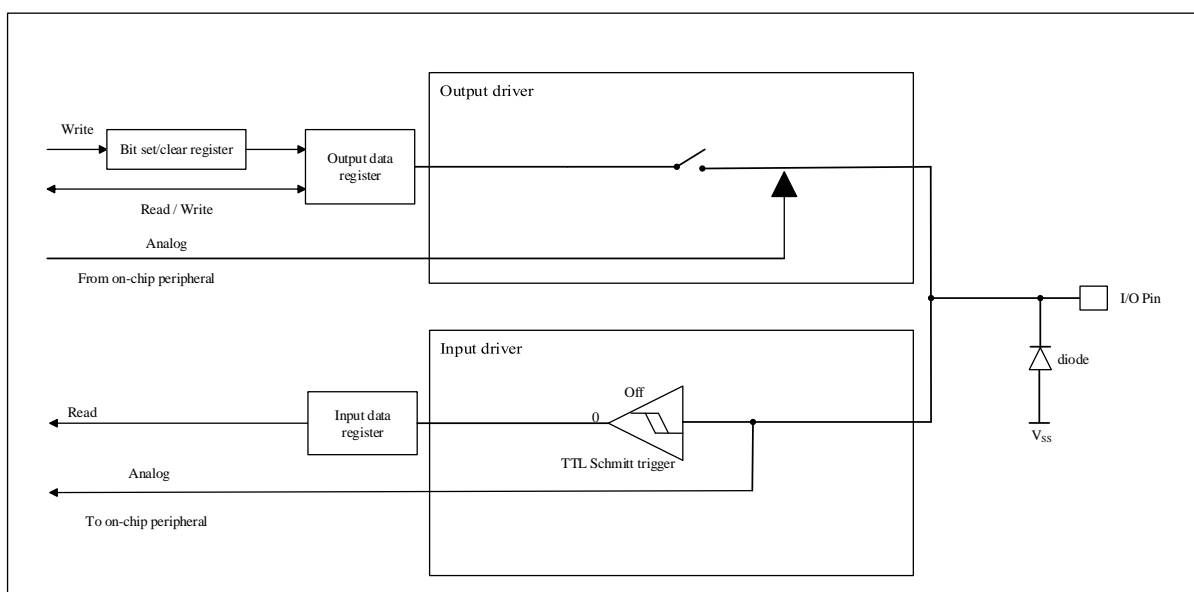 Output driver
Write
Bit set/clear register
Output data
register
Read / Write
Analog
From on-chip peripheral
I/O Pin
Input driver
diode
Off
Read
Input data
register
0
TTL Schmitt trigger
VSS
Analog
To on-chip peripheral